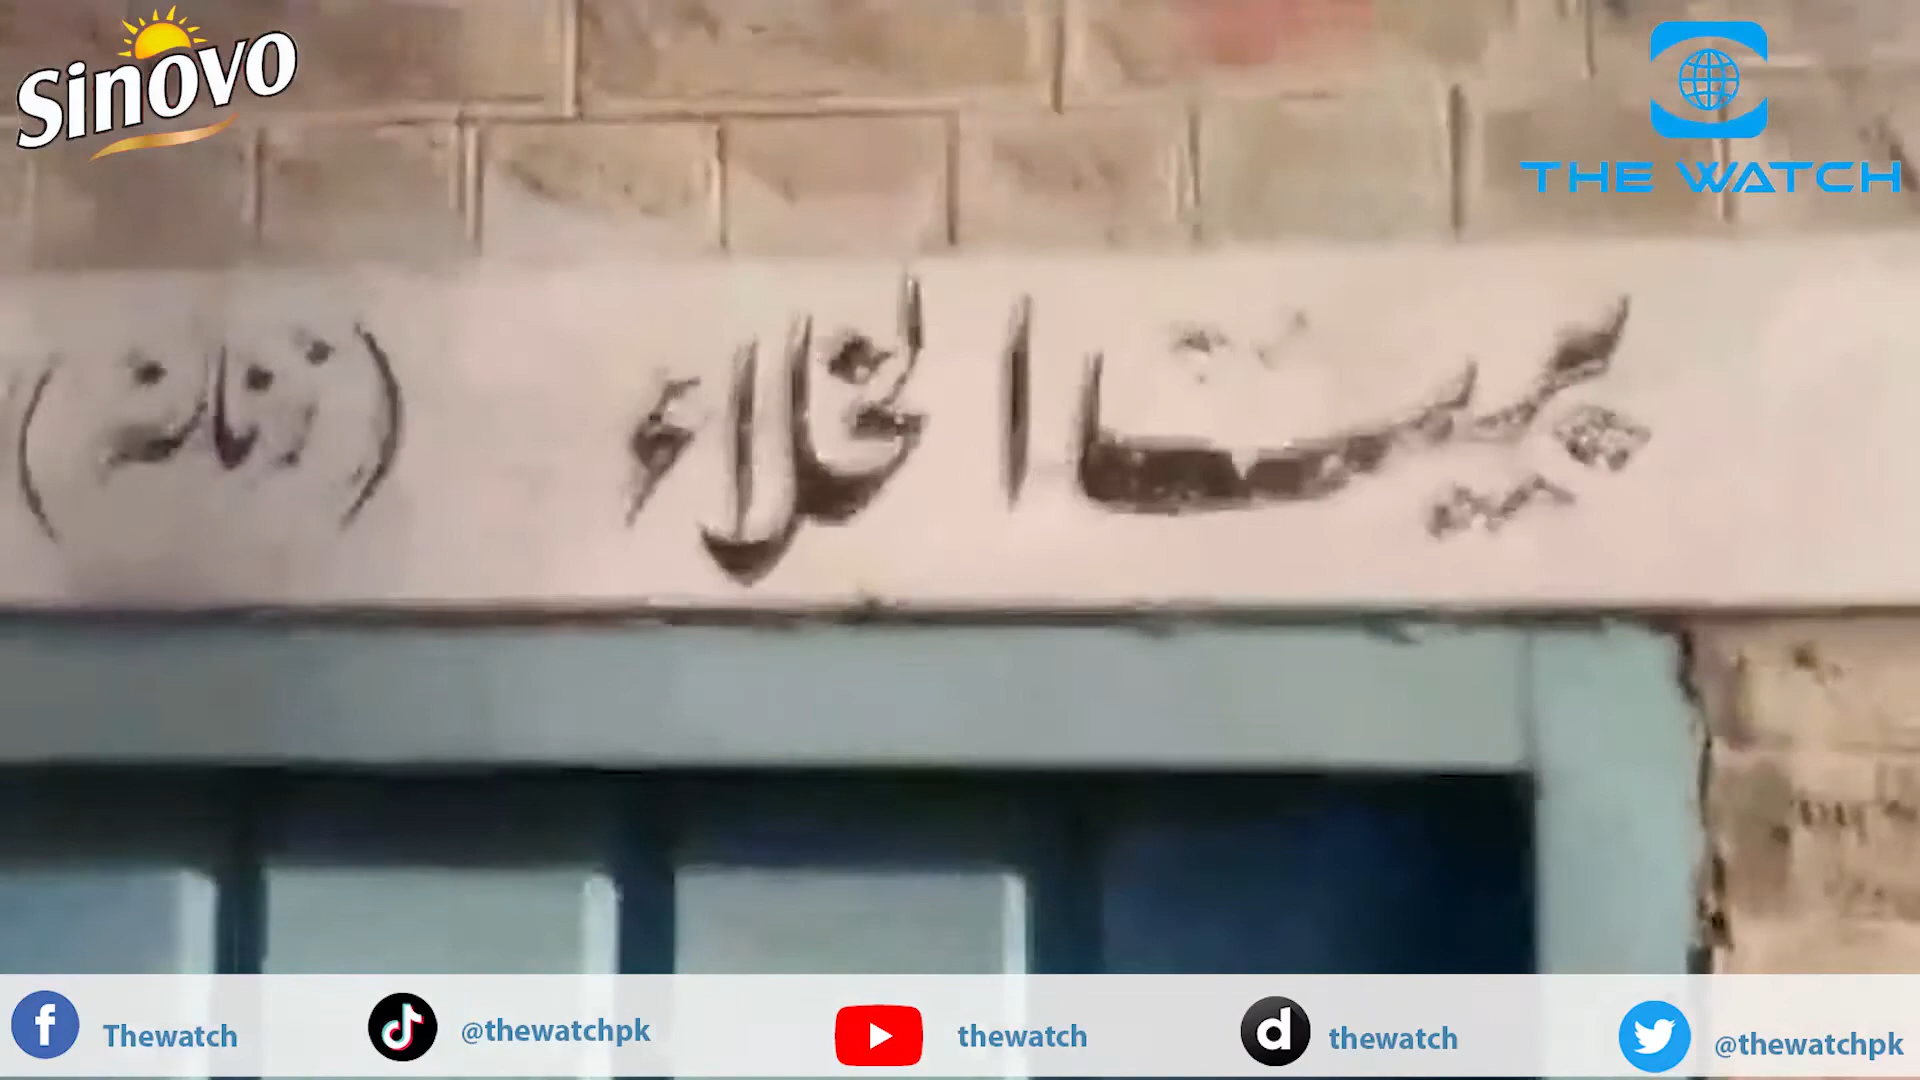 Sinovo
THE WATCH
بیت الخلاء (زنانہ)
Thewatch
@thewatchpk
thewatch
thewatch
@thewatchpk